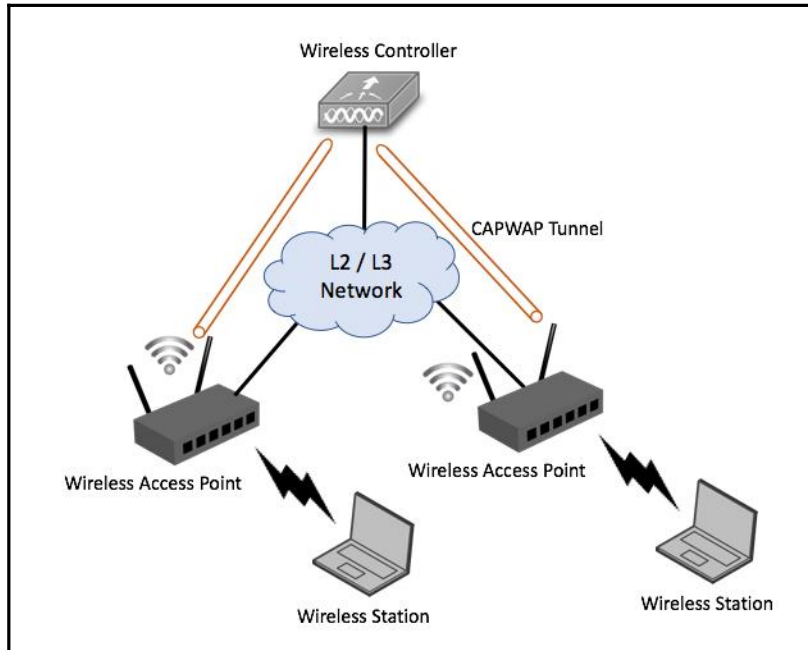 Wireless Controller
CAPWAP Tunnel
L2 / L3
Network
Wireless Access Point
Wireless Access Point
Wireless Station
Wireless Station